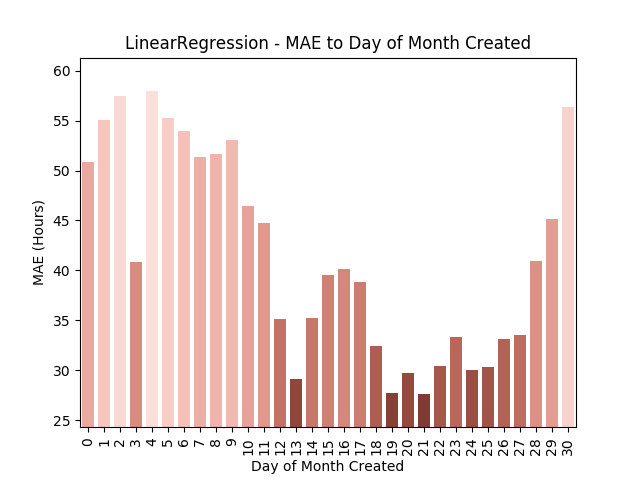 LinearRegression - MAE to Day of Month Created
60
55
50
45
40
35
30
25
MAE (Hours)
0 1 2 3 4 5 6 7 8 9 10 11 12 13 14 15 16 17 18 19 20 21 22 23 24 25 26 27 28 29 30
Day of Month Created